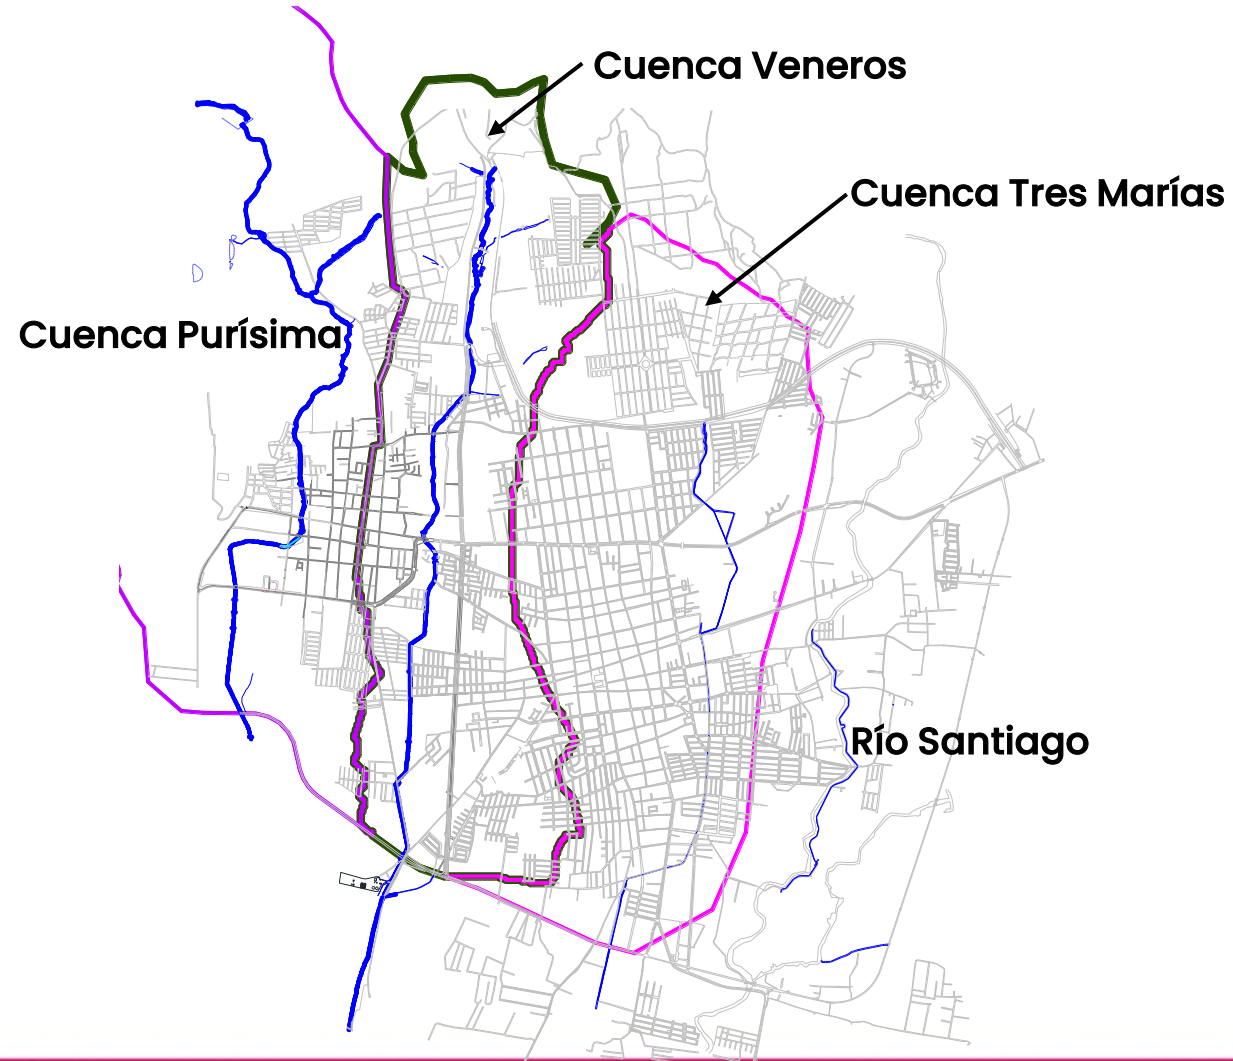 Cuenca Veneros
Cuenca Tres Marías
Cuenca Purísima
Río Santiago